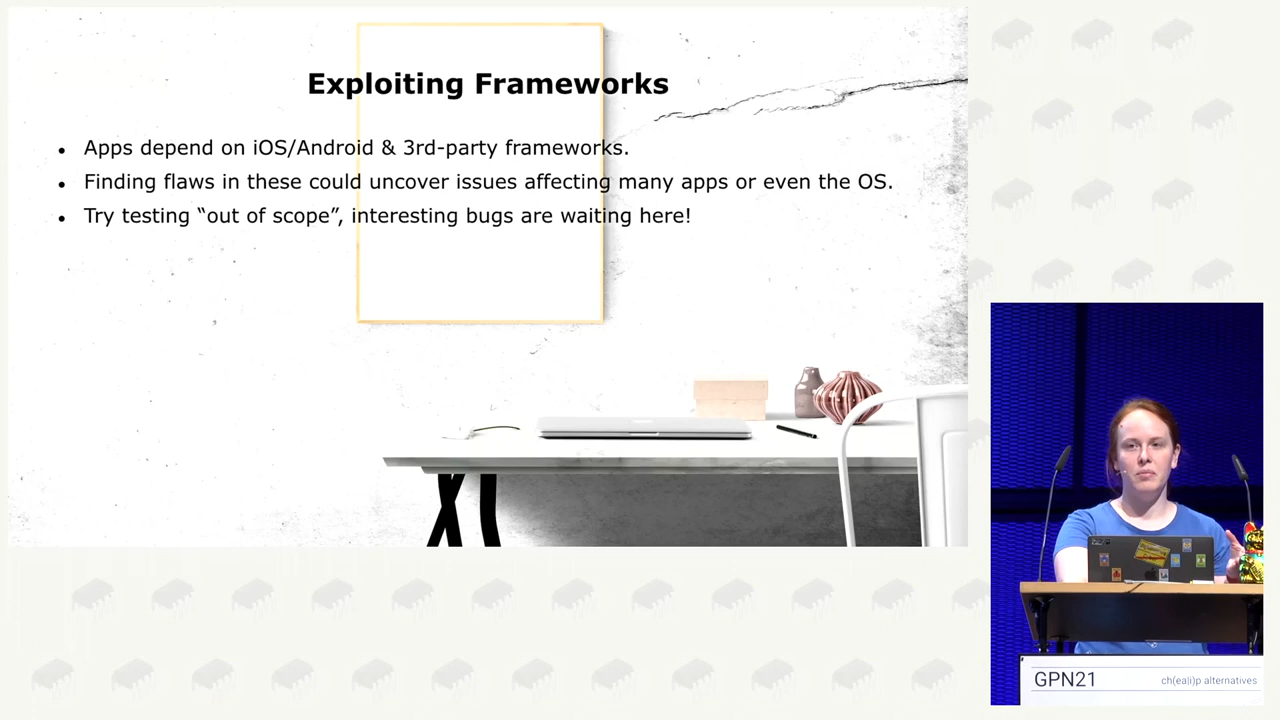 Exploiting Frameworks
● Apps depend on iOS/Android & 3rd-party frameworks.
● Finding flaws in these could uncover issues affecting many apps or even the OS.
● Try testing “out of scope”, interesting bugs are waiting here!
GPN21
ch(ea|i)p alternatives